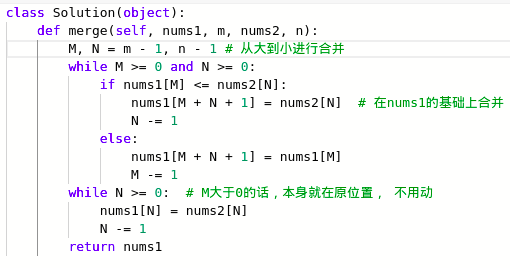 class Solution(object):
    def merge(self, nums1, m, nums2, n):
        M, N = m - 1, n - 1 # 从大到小进行合并
        while M >= 0 and N >= 0:
            if nums1[M] <= nums2[N]:
                nums1[M + N + 1] = nums2[N]  # 在nums1的基础上合并
                N -= 1
            else:
                nums1[M + N + 1] = nums1[M]
                M -= 1
        while N >= 0:  # M大于0的话，本身就在原位置， 不用动
            nums1[N] = nums2[N]
            N -= 1
        return nums1